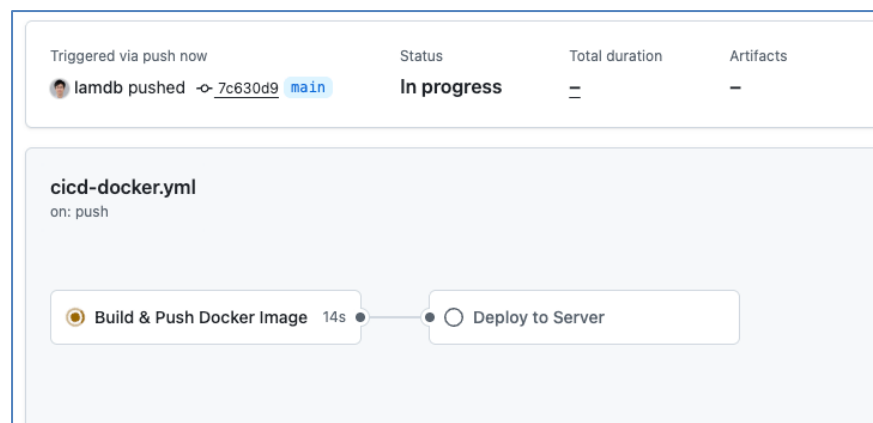 Triggered via push now
lamdb pushed 7c630d9 main
Status
In progress
Total duration
–
Artifacts
–
cicd-docker.yml
on: push
Build & Push Docker Image 14s
Deploy to Server